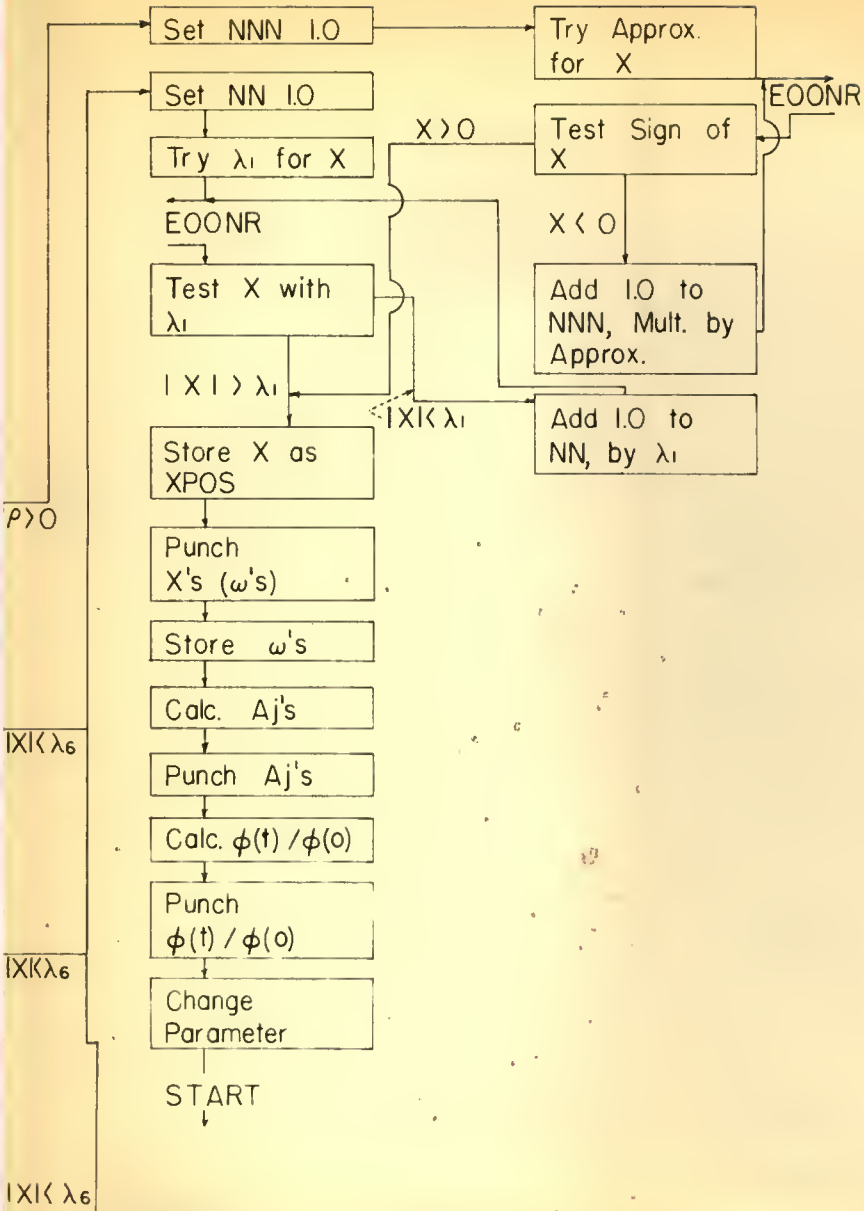 Set NNN 1.0
Try Approx.
for X
Set NN 1.0
EOONR
X>0
Test Sign of
X
Try λ₁ for X
EOONR
X < 0
Test X with
λ₁
Add 1.0 to
NNN, Mult. by
Approx.
|X| > λ₁
|X|< λ₁
Add 1.0 to
NN, by λ₁
Store X as
XPOS
ρ>0
Punch
X's (ω's)
Store ω's
Calc. Aj's
|X|< λ₆
Punch Aj's
Calc. φ(t) /φ(0)
Punch
φ(t) / φ(0)
|X|<λ₆
Change
Parameter
START
|X|< λ₆